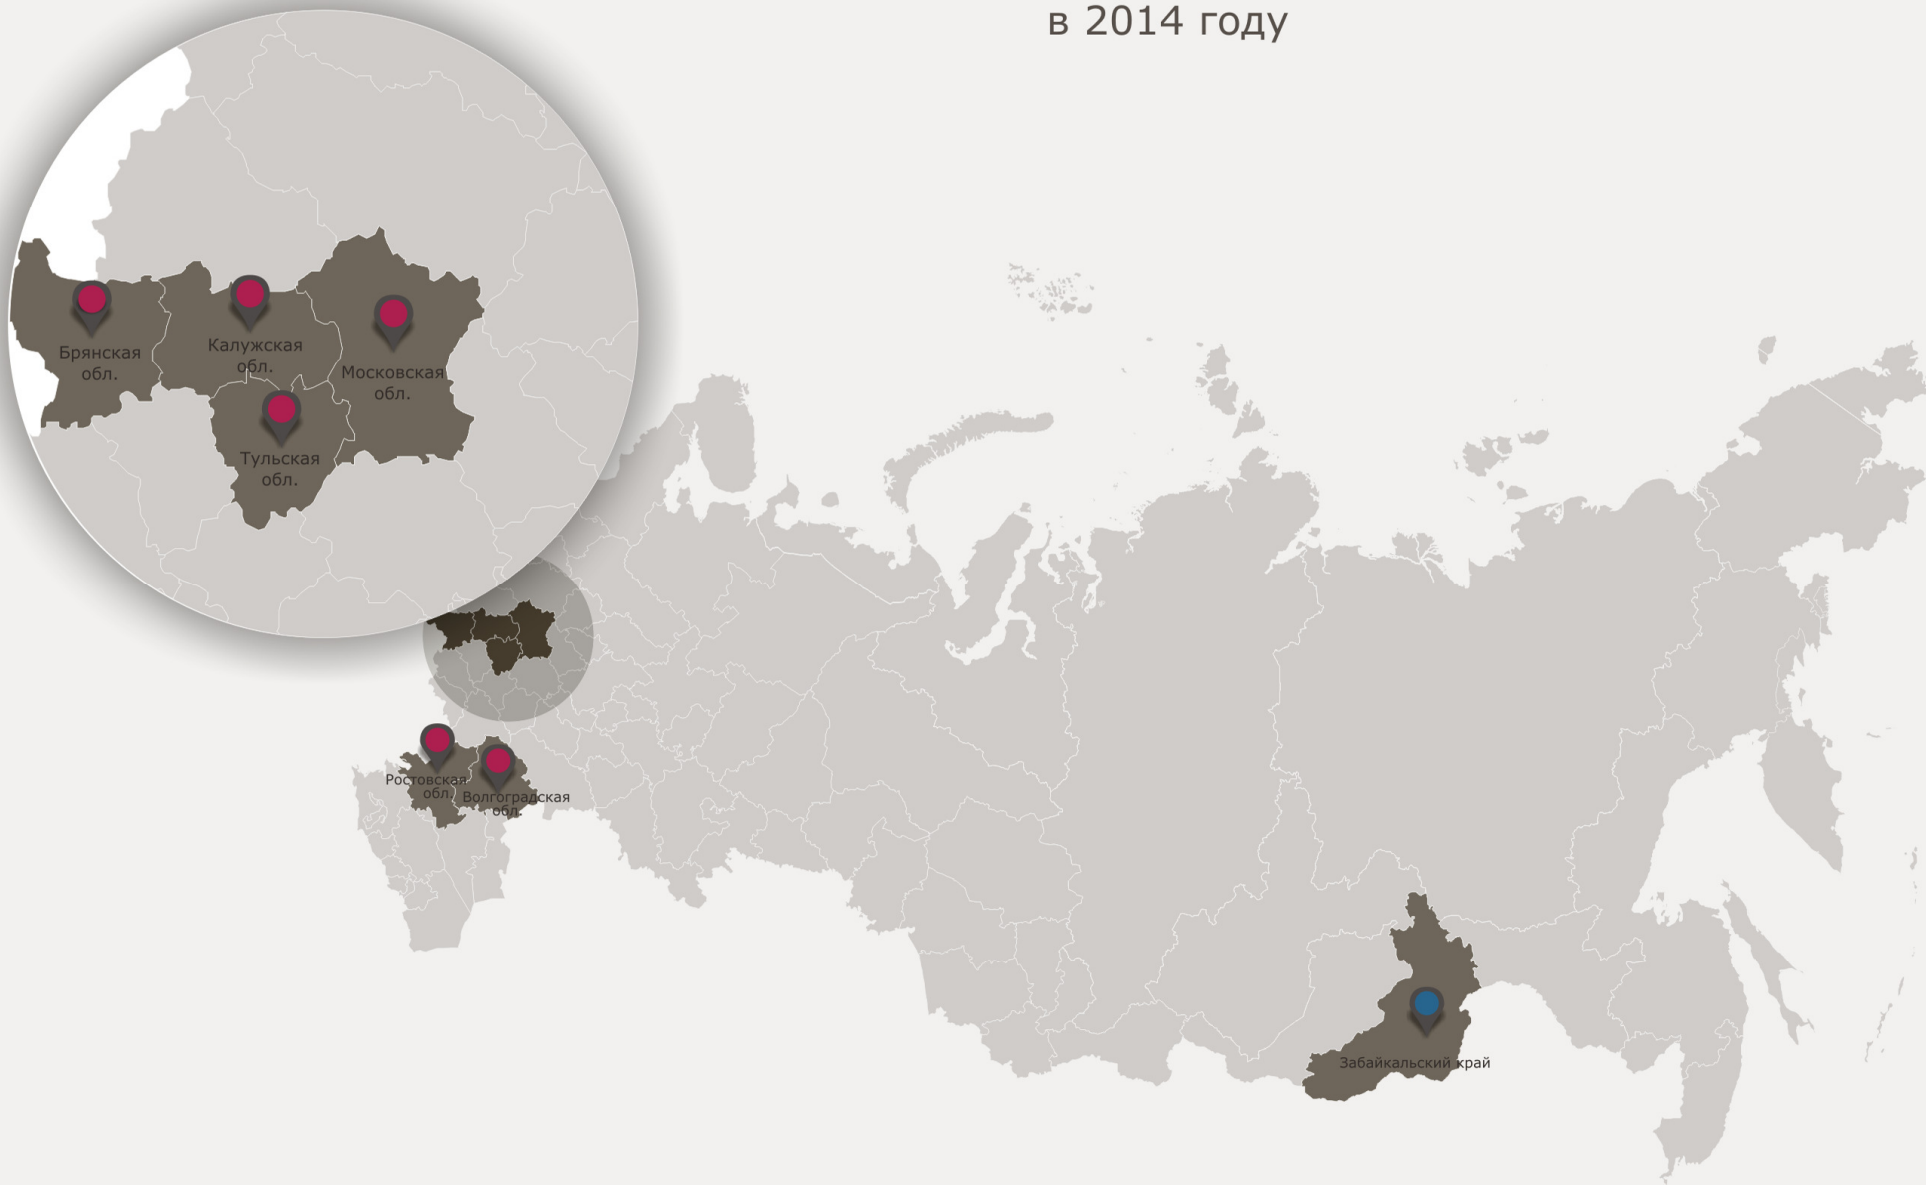 в 2014 году
Брянская
обл.
Калужская
обл.
Московская
обл.
Тульская
обл.
Ростовская
обл.
Волгоградская
обл.
Забайкальский край